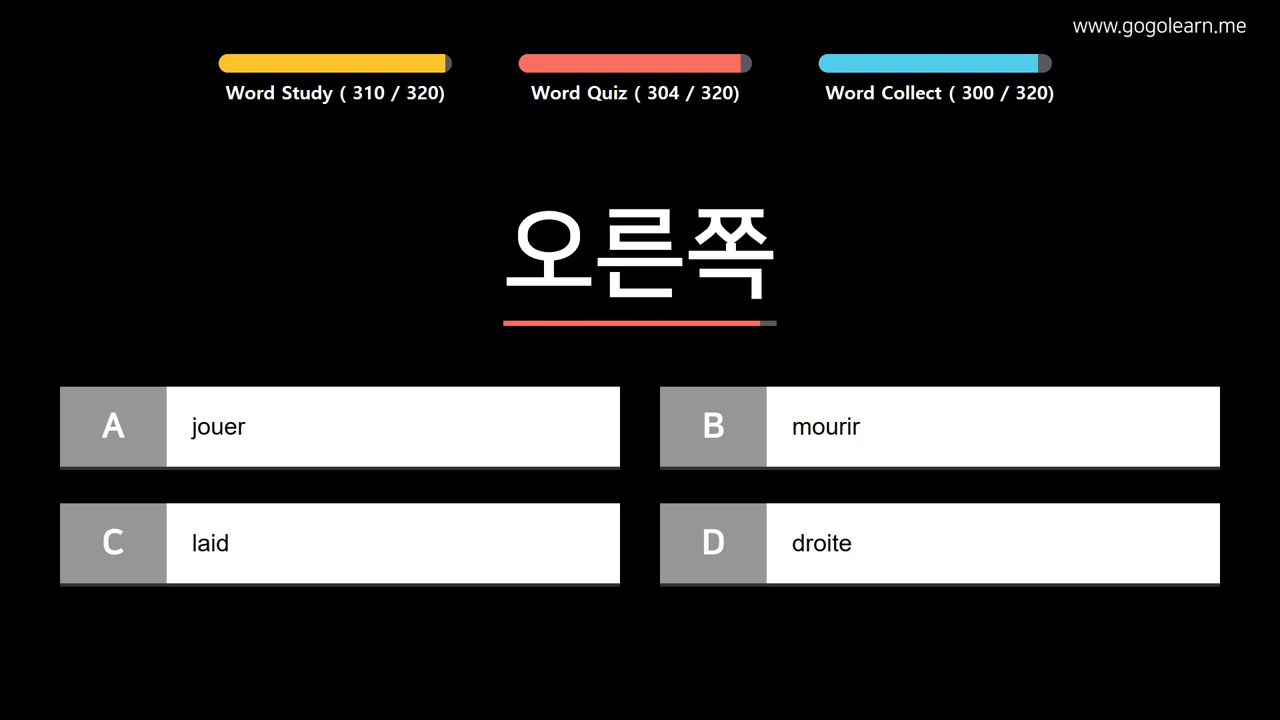 www.gogolearn.me
Word Study ( 310 / 320)
Word Quiz ( 304 / 320)
Word Collect ( 300 / 320)
오른쪽
A jouer
B mourir
C laid
D droite